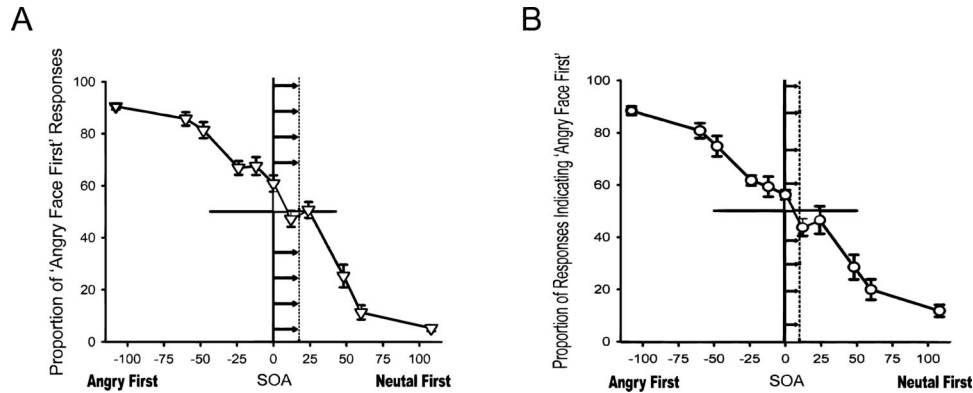 A
Proportion of 'Angry Face First' Responses
100
80
60
40
20
0
-100 -75 -50 -25 0 25 50 75 100
Angry First SOA Neutal First
B
Proportion of Responses Indicating 'Angry Face First'
100
80
60
40
20
0
-100 -75 -50 -25 0 25 50 75 100
Angry First SOA Neutal First